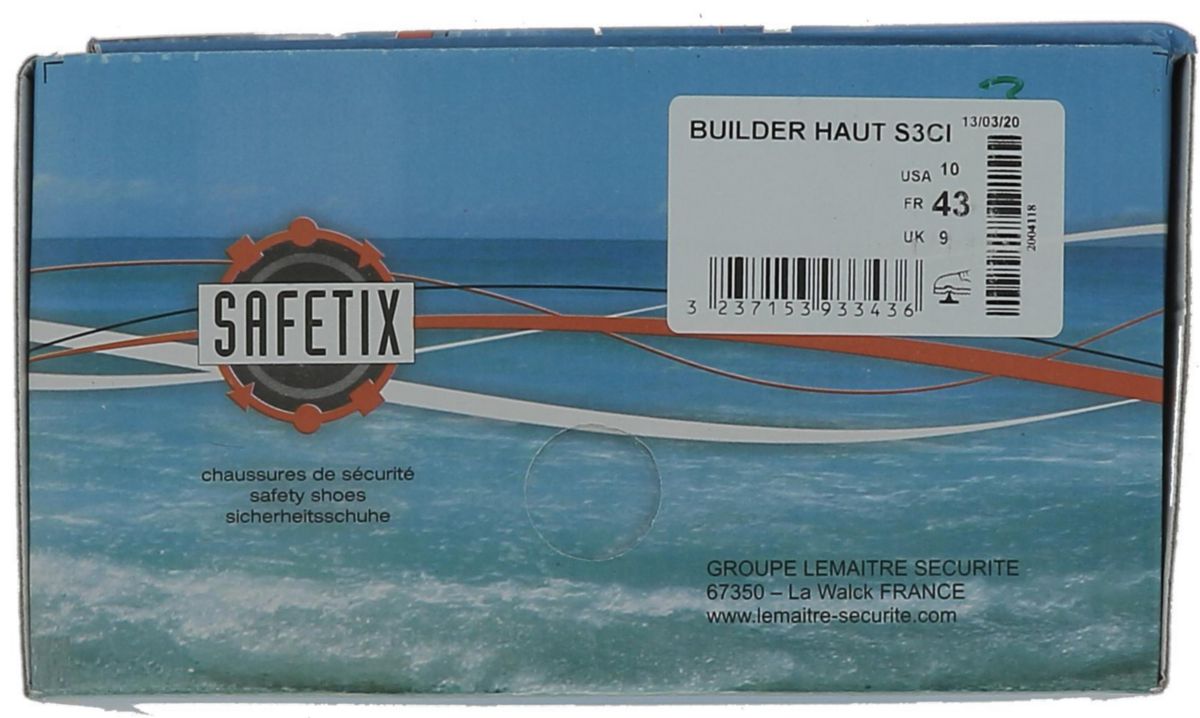 BUILDER HAUT S3CI 13/03/20
USA 10
FR 43
UK 9
3 237153 933436
2004118
SAFETIX
chaussures de sécurité
safety shoes
sicherheitsschuhe
GROUPE LEMAITRE SECURITE
67350 – La Walck FRANCE
www.lemaitre-securite.com